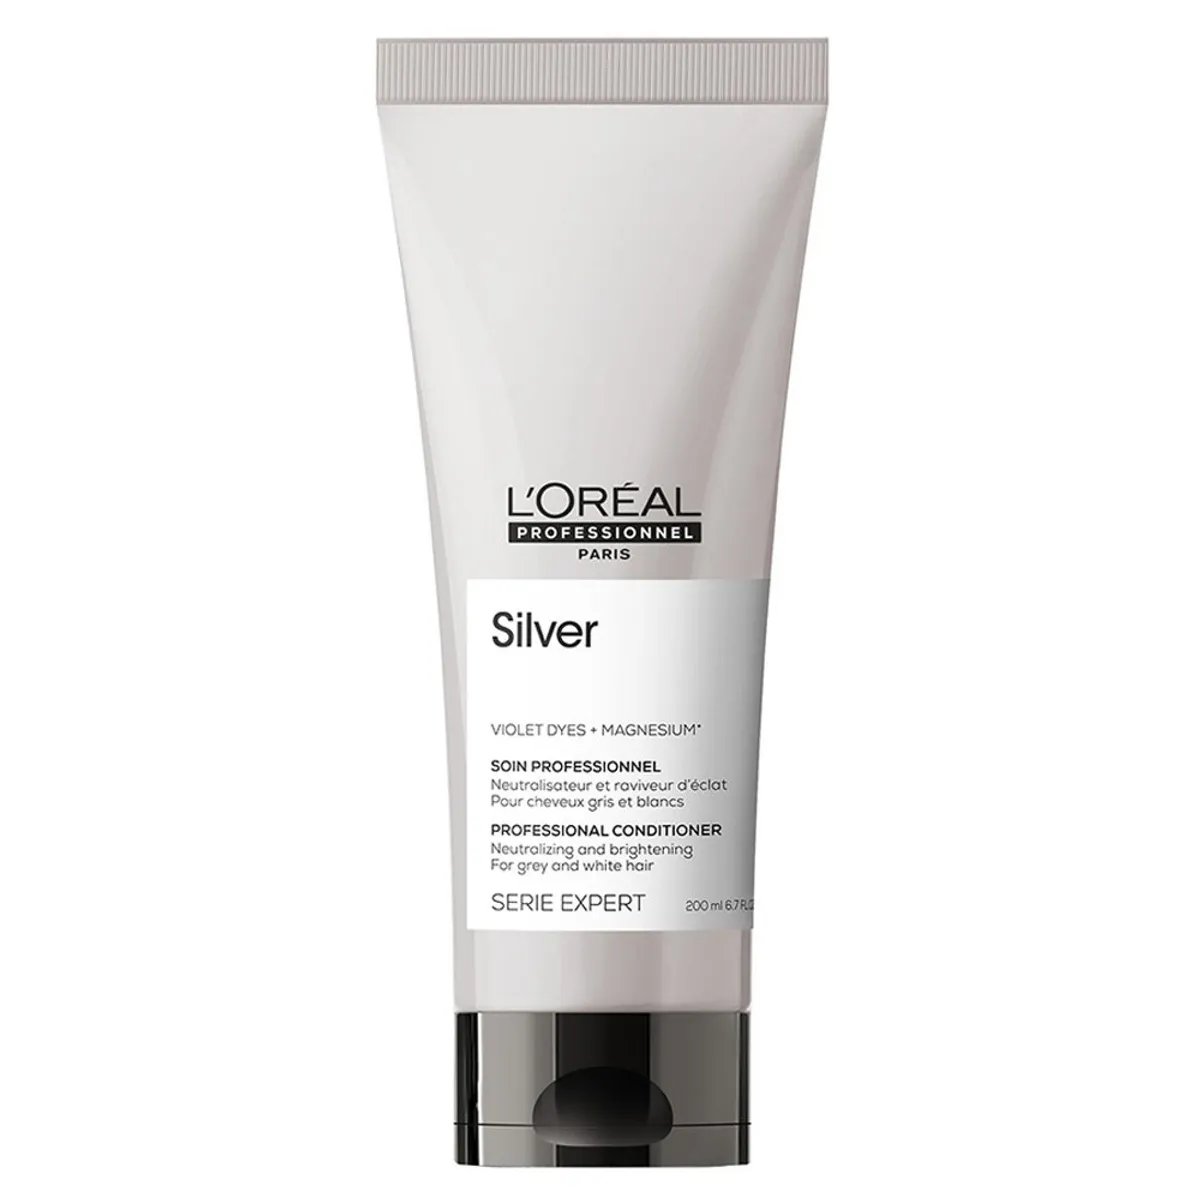 L'ORÉAL
PROFESSIONNEL
PARIS
Silver
VIOLET DYES + MAGNESIUM*
SOIN PROFESSIONNEL
Neutralisateur et raviveur d'éclat
Pour cheveux gris et blancs
PROFESSIONAL CONDITIONER
Neutralizing and brightening
For grey and white hair
SERIE EXPERT 200 ml 6.7 FL